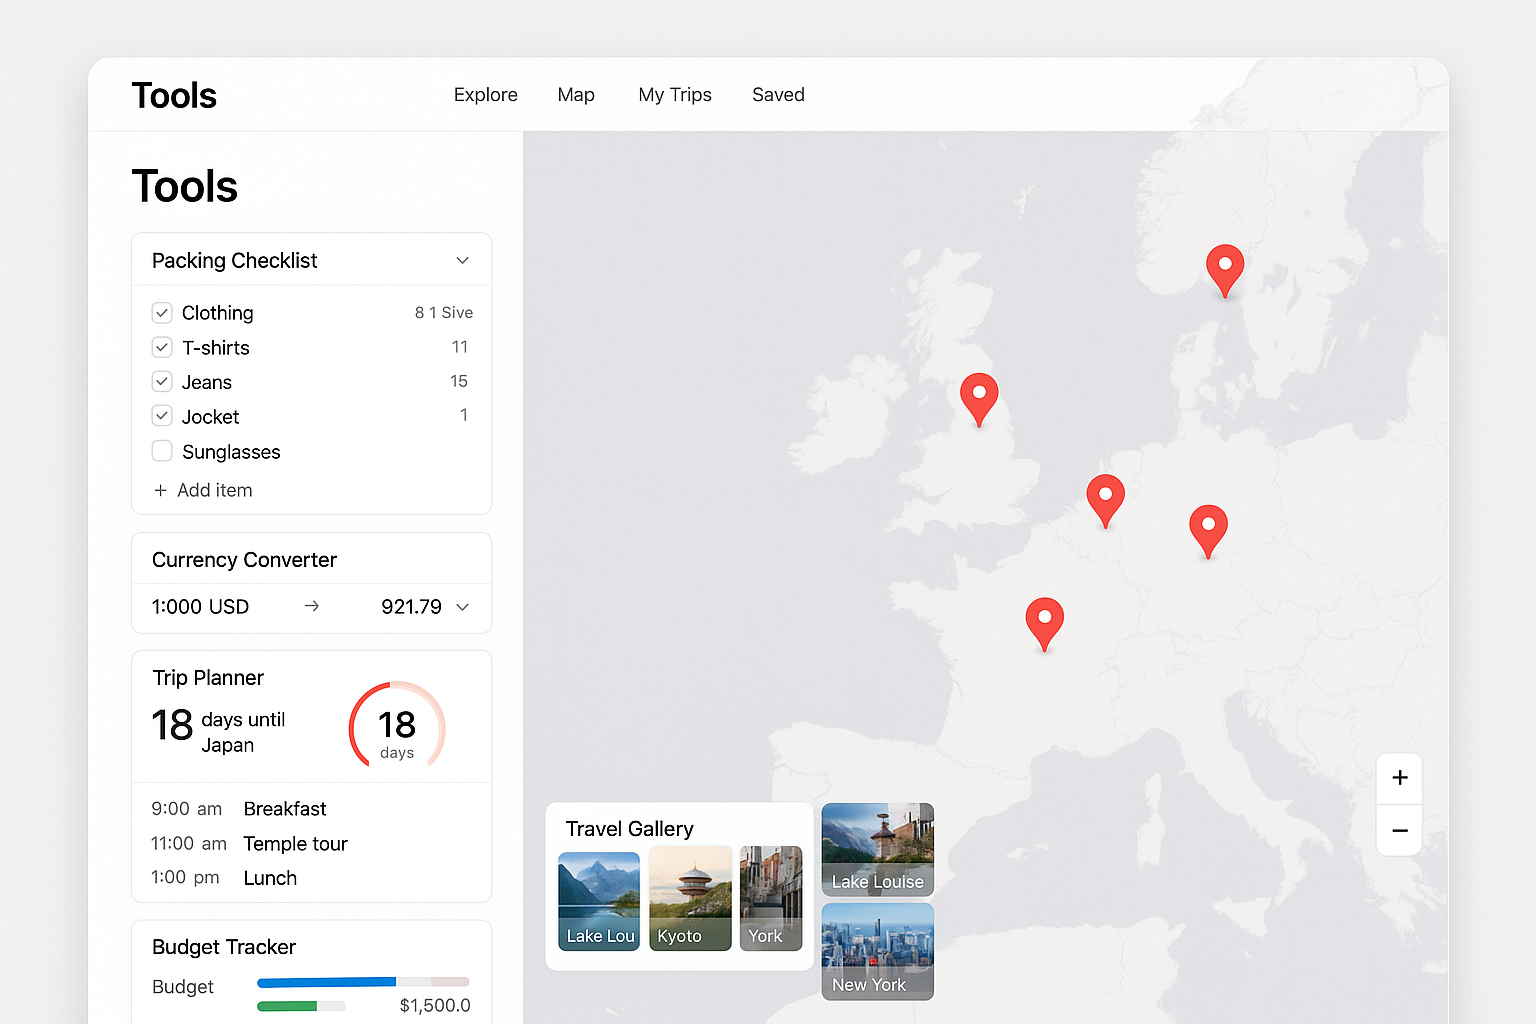 Tools
Explore
Map
My Trips
Saved
Tools
Packing Checklist
Clothing 8 1 Sive
T-shirts 11
Jeans 15
Jocket 1
Sunglasses
+ Add item
Currency Converter
1:000 USD → 921.79
Trip Planner
18 days until
Japan
18
days
9:00 am Breakfast
11:00 am Temple tour
1:00 pm Lunch
Budget Tracker
Budget
$1,500.0
Travel Gallery
Lake Lou
Kyoto
York
Lake Louise
New York
+
−